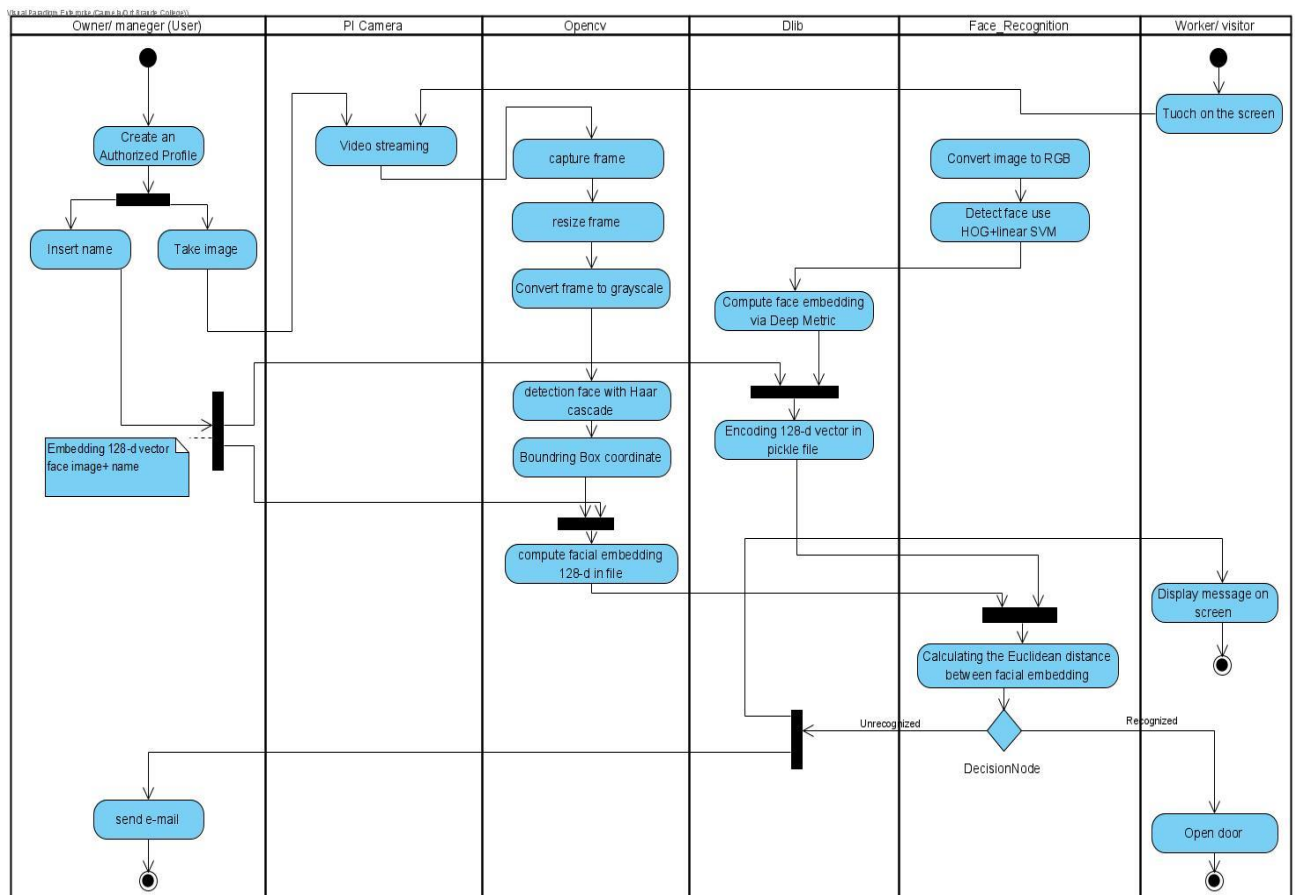 Owner/ maneger (User)
PI Camera
Opencv
Dlib
Face_Recognition
Worker/ visitor
Create an
Authorized Profile
Insert name
Take image
Embedding 128-d vector
face image+ name
send e-mail
Video streaming
capture frame
resize frame
Convert frame to grayscale
detection face with Haar
cascade
Boundring Box coordinate
compute facial embedding
128-d in file
Compute face embedding
via Deep Metric
Encoding 128-d vector in
pickle file
Convert image to RGB
Detect face use
HOG+linear SVM
Calculating the Euclidean distance
between facial embedding
Unrecognized
Recognized
DecisionNode
Tuoch on the screen
Display message on
screen
Open door